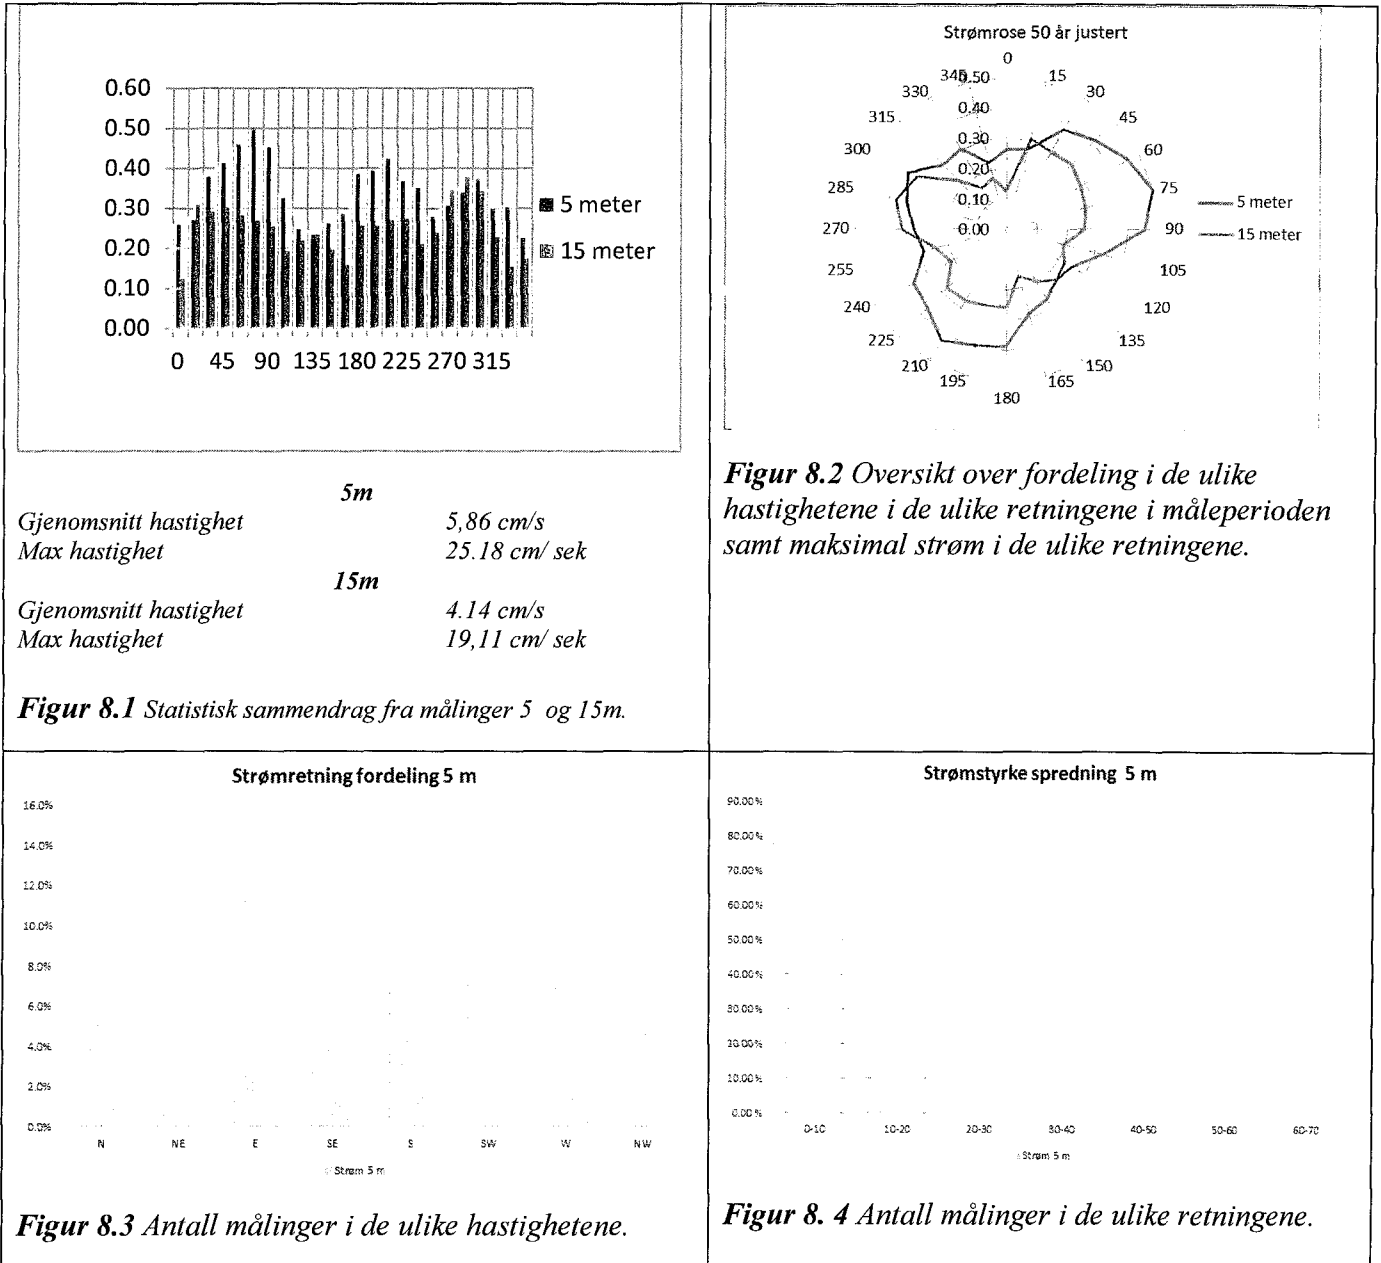 0.60
0.50
0.40
0.30
0.20
0.10
0.00
0 45 90 135 180 225 270 315
5 meter
15 meter
5m
Gjenomsnitt hastighet 5,86 cm/s
Max hastighet 25.18 cm/ sek
15m
Gjenomsnitt hastighet 4.14 cm/s
Max hastighet 19,11 cm/ sek
Figur 8.1 Statistisk sammendrag fra målinger 5 og 15m.
Strømrose 50 år justert
0
15
30
45
60
75
90
105
120
135
150
165
180
195
210
225
240
255
270
285
300
315
330
345
0.50
0.40
0.30
0.20
0.10
0.00
5 meter
15 meter
Figur 8.2 Oversikt over fordeling i de ulike
hastighetene i de ulike retningene i måleperioden
samt maksimal strøm i de ulike retningene.
Strømretning fordeling 5 m
16.0%
14.0%
12.0%
10.0%
8.0%
6.0%
4.0%
2.0%
0.0%
N NE E SE S SW W NW
Strøm 5 m
Figur 8.3 Antall målinger i de ulike hastighetene.
Strømstyrke spredning 5 m
90.00%
80.00%
70.00%
60.00%
50.00%
40.00%
30.00%
20.00%
10.00%
0.00%
0-10 10-20 20-30 30-40 40-50 50-60 60-70
Strøm 5 m
Figur 8. 4 Antall målinger i de ulike retningene.